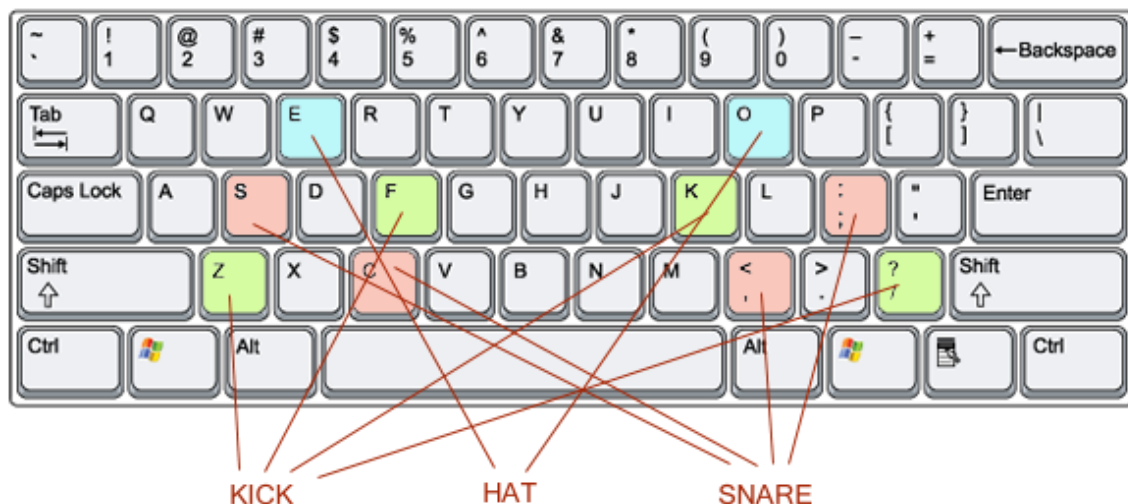 ~ ! @ # $ % ^ & * ( ) – +
` 1 2 3 4 5 6 7 8 9 0 - = ←Backspace
Tab Q W E R T Y U I O P { } |
[ ] \
Caps Lock A S D F G H J K L : " Enter
; '
Shift Z X C V B N M < > ? Shift
, . /
Ctrl Alt Alt Ctrl
KICK HAT SNARE